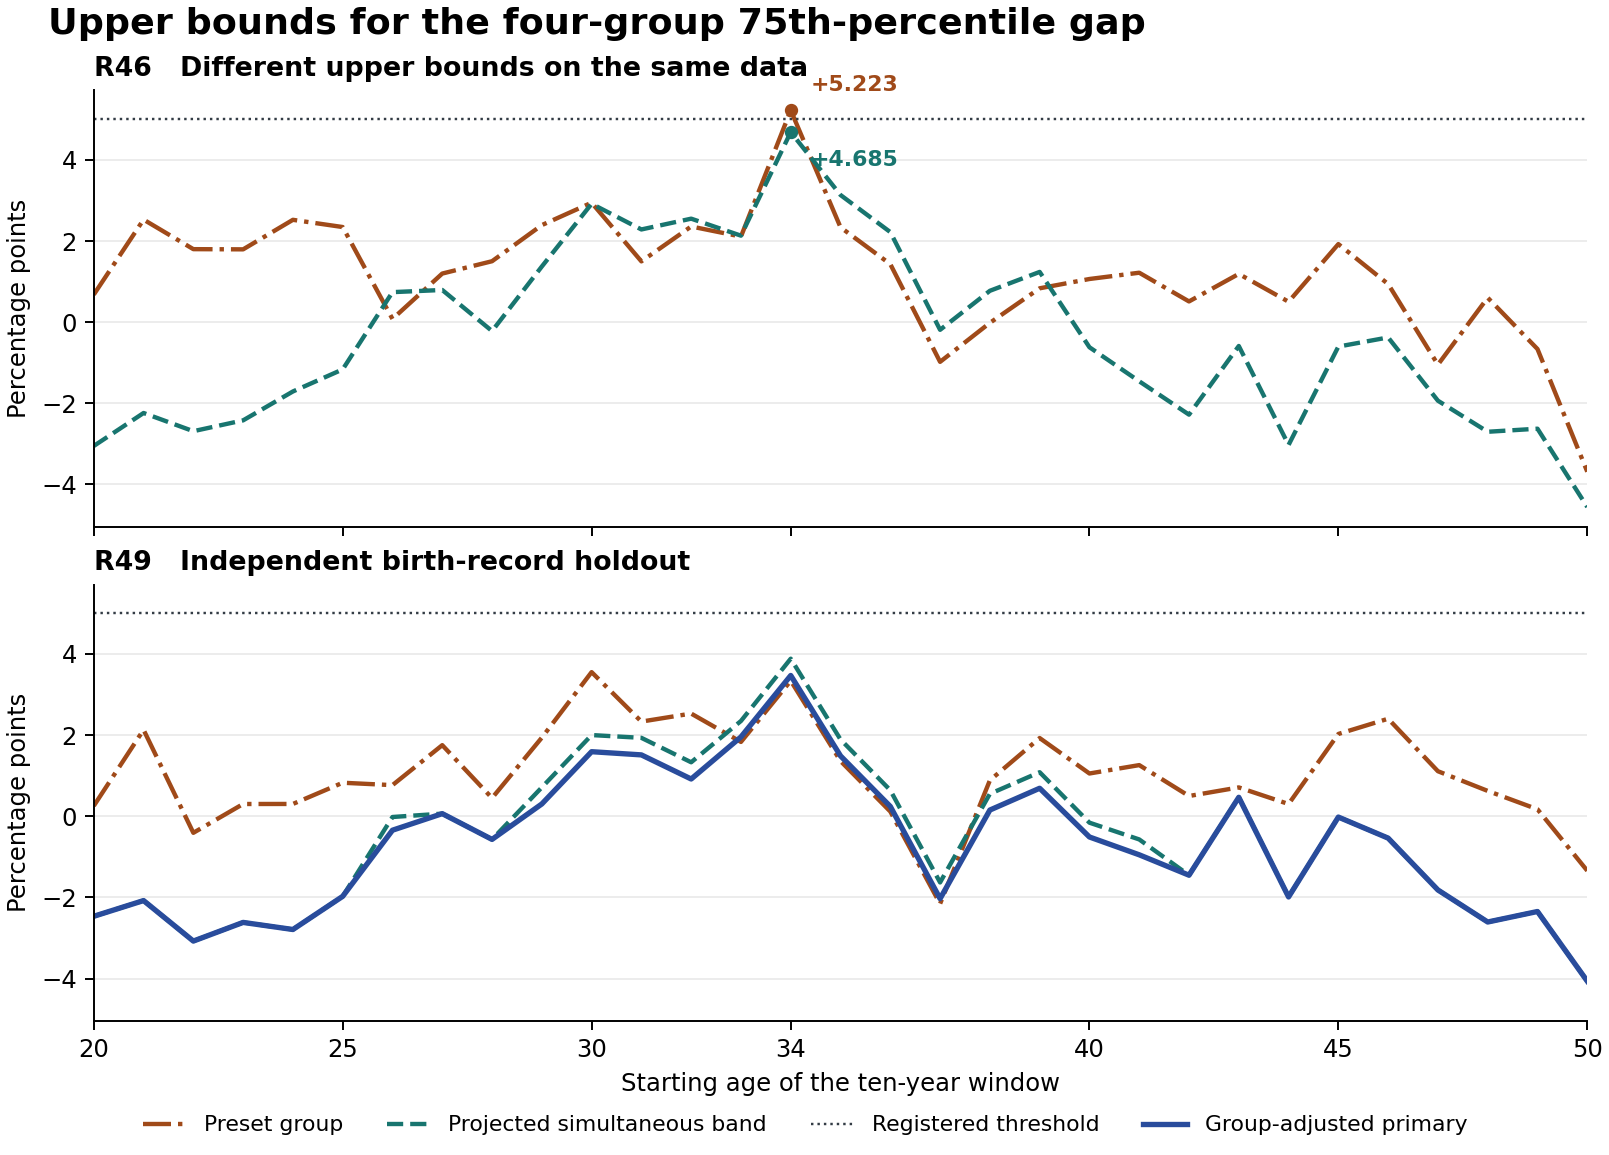 Upper bounds for the four-group 75th-percentile gap
R46 Different upper bounds on the same data
+5.223
+4.685
4
2
0
−2
−4
Percentage points
R49 Independent birth-record holdout
4
2
0
−2
−4
Percentage points
20 25 30 34 40 45 50
Starting age of the ten-year window
Preset group Projected simultaneous band Registered threshold Group-adjusted primary